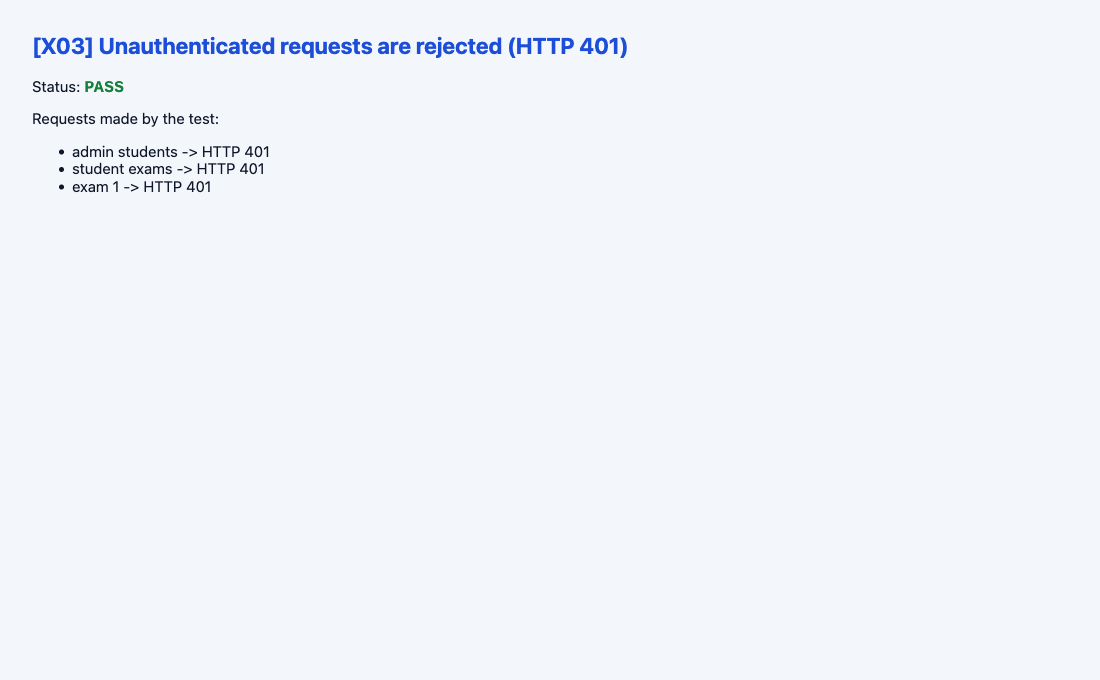 [X03] Unauthenticated requests are rejected (HTTP 401)
Status: PASS
Requests made by the test:
• admin students -> HTTP 401
• student exams -> HTTP 401
• exam 1 -> HTTP 401